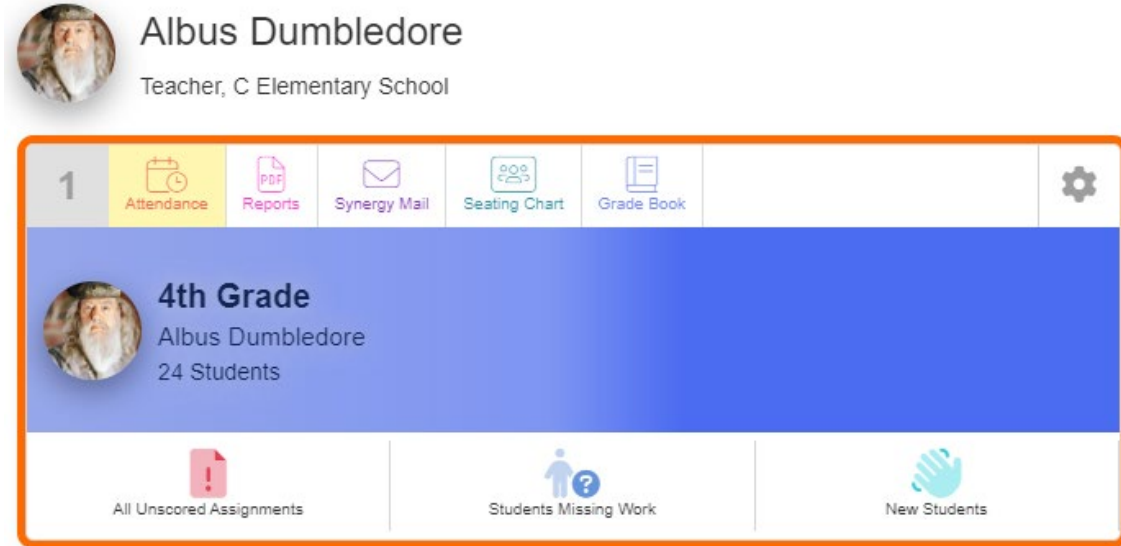 Albus Dumbledore
Teacher, C Elementary School
1
Attendance
PDF
Reports
Synergy Mail
Seating Chart
Grade Book
4th Grade
Albus Dumbledore
24 Students
!
All Unscored Assignments
?
Students Missing Work
New Students